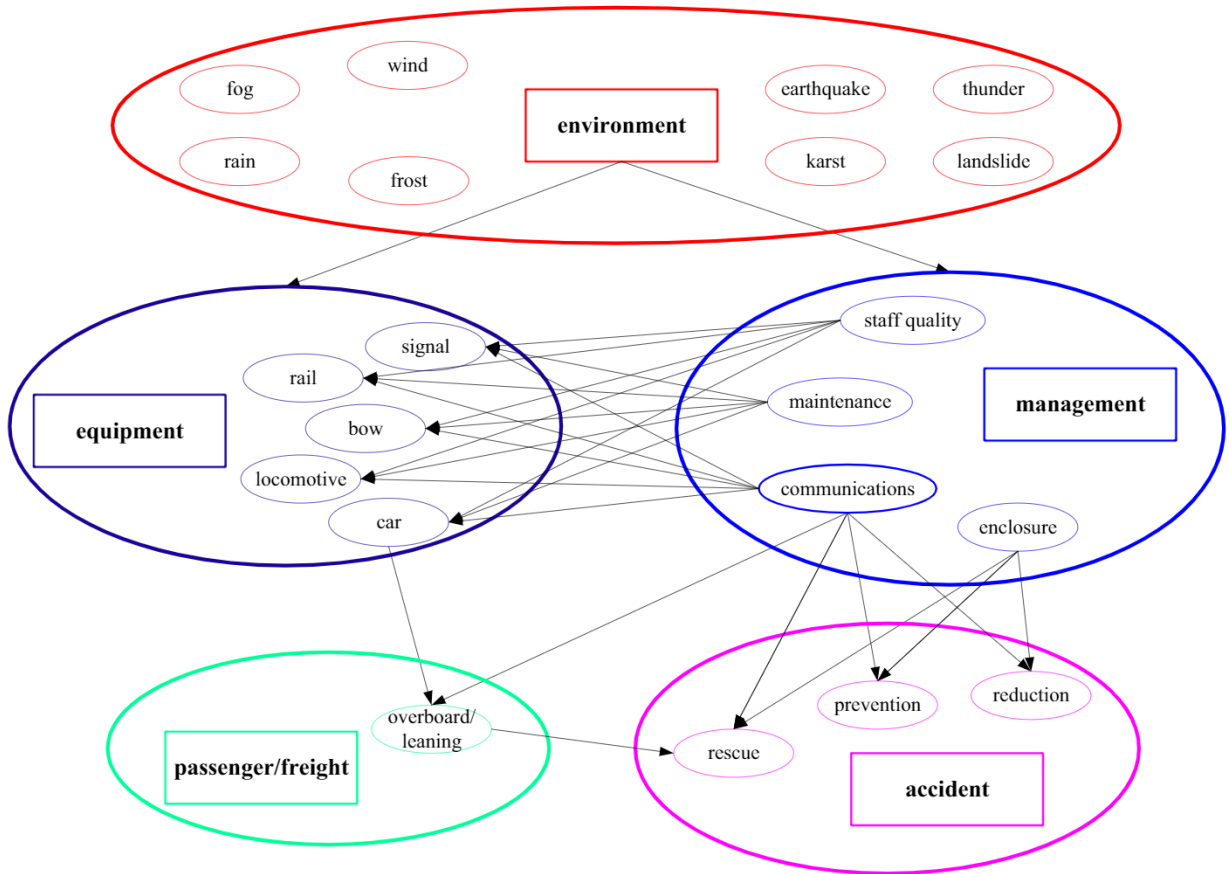 wind
fog
earthquake
thunder
environment
rain
karst
landslide
frost
staff quality
signal
rail
maintenance
management
bow
equipment
locomotive
communications
car
enclosure
overboard/
leaning
prevention
reduction
passenger/freight
rescue
accident